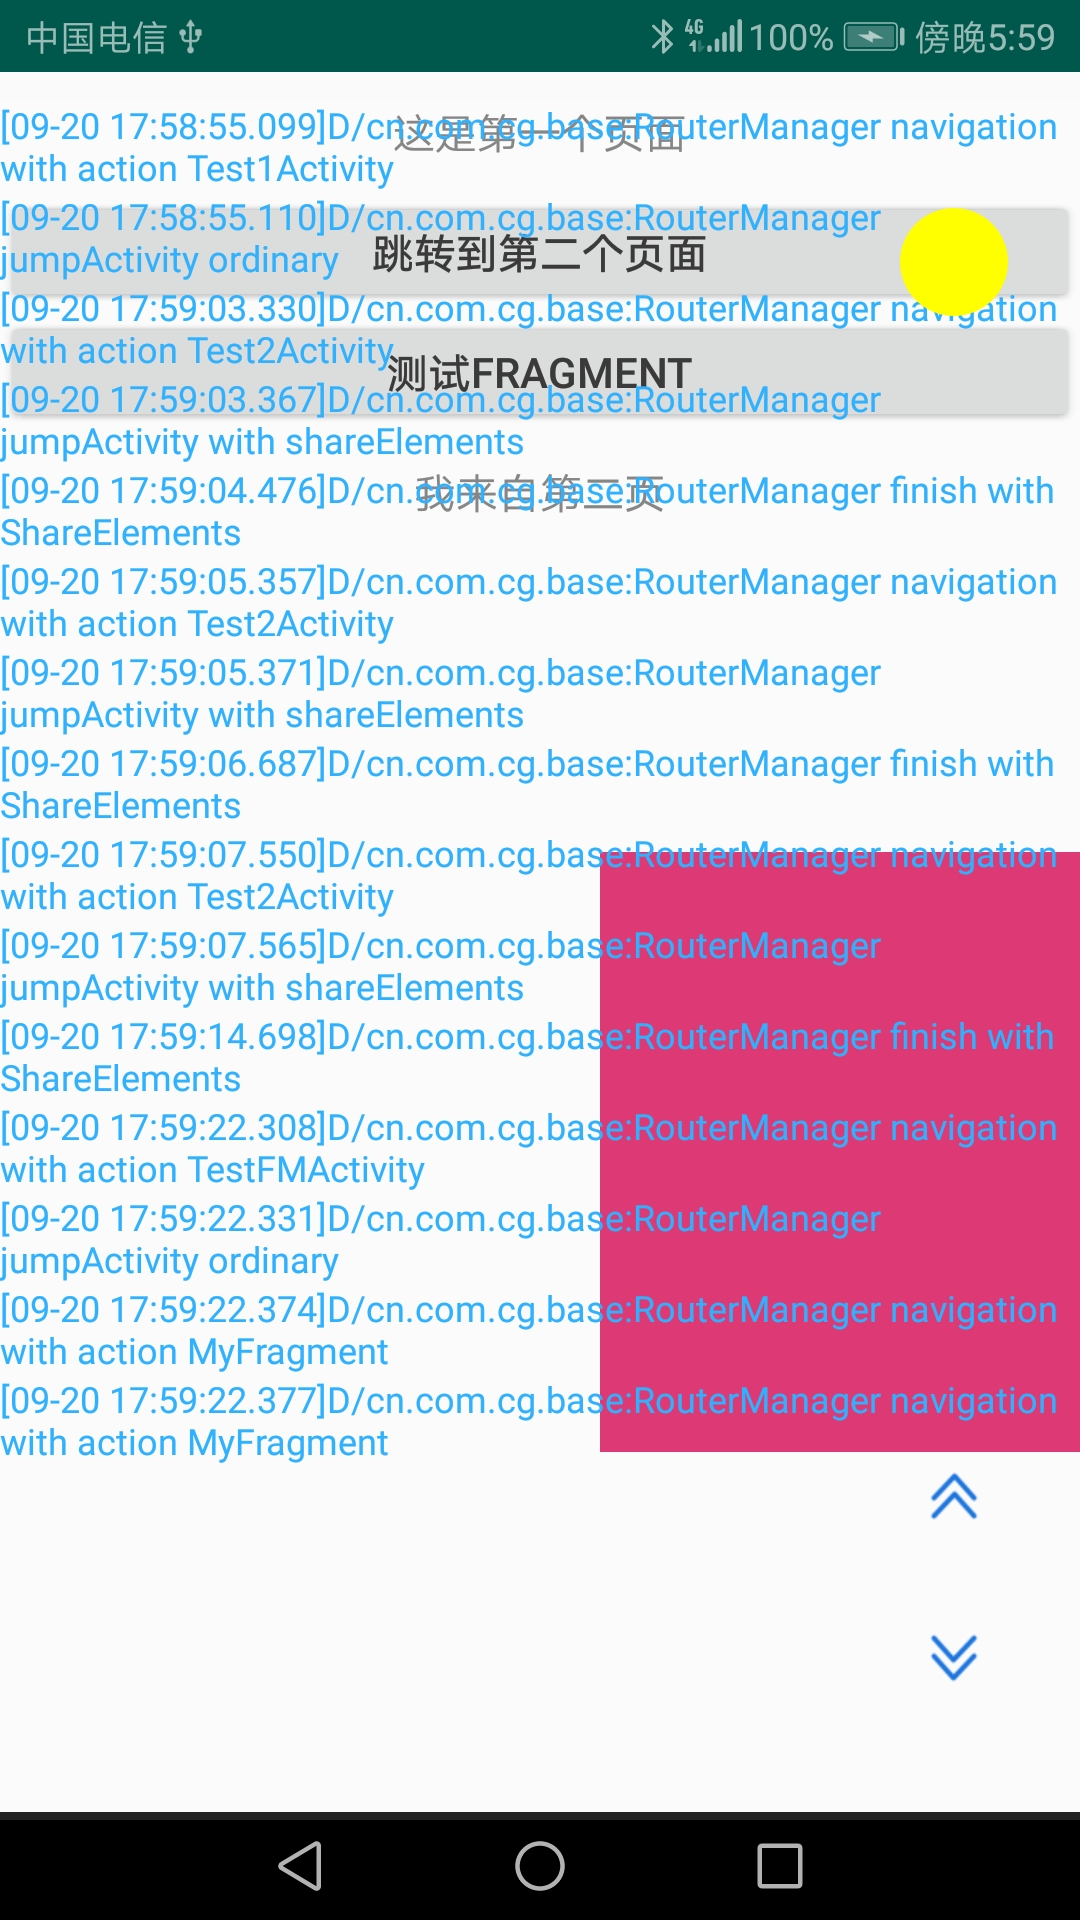 中国电信 4G 100% 傍晚5:59
[09-20 17:58:55.099]D/cn.com.cg.base:RouterManager navigation
with action Test1Activity
这是第一个页面
[09-20 17:58:55.110]D/cn.com.cg.base:RouterManager
jumpActivity ordinary
跳转到第二个页面
[09-20 17:59:03.330]D/cn.com.cg.base:RouterManager navigation
with action Test2Activity
测试FRAGMENT
[09-20 17:59:03.367]D/cn.com.cg.base:RouterManager
jumpActivity with shareElements
[09-20 17:59:04.476]D/cn.com.cg.base:RouterManager finish with
ShareElements
我来自第二页
[09-20 17:59:05.357]D/cn.com.cg.base:RouterManager navigation
with action Test2Activity
[09-20 17:59:05.371]D/cn.com.cg.base:RouterManager
jumpActivity with shareElements
[09-20 17:59:06.687]D/cn.com.cg.base:RouterManager finish with
ShareElements
[09-20 17:59:07.550]D/cn.com.cg.base:RouterManager navigation
with action Test2Activity
[09-20 17:59:07.565]D/cn.com.cg.base:RouterManager
jumpActivity with shareElements
[09-20 17:59:14.698]D/cn.com.cg.base:RouterManager finish with
ShareElements
[09-20 17:59:22.308]D/cn.com.cg.base:RouterManager navigation
with action TestFMActivity
[09-20 17:59:22.331]D/cn.com.cg.base:RouterManager
jumpActivity ordinary
[09-20 17:59:22.374]D/cn.com.cg.base:RouterManager navigation
with action MyFragment
[09-20 17:59:22.377]D/cn.com.cg.base:RouterManager navigation
with action MyFragment